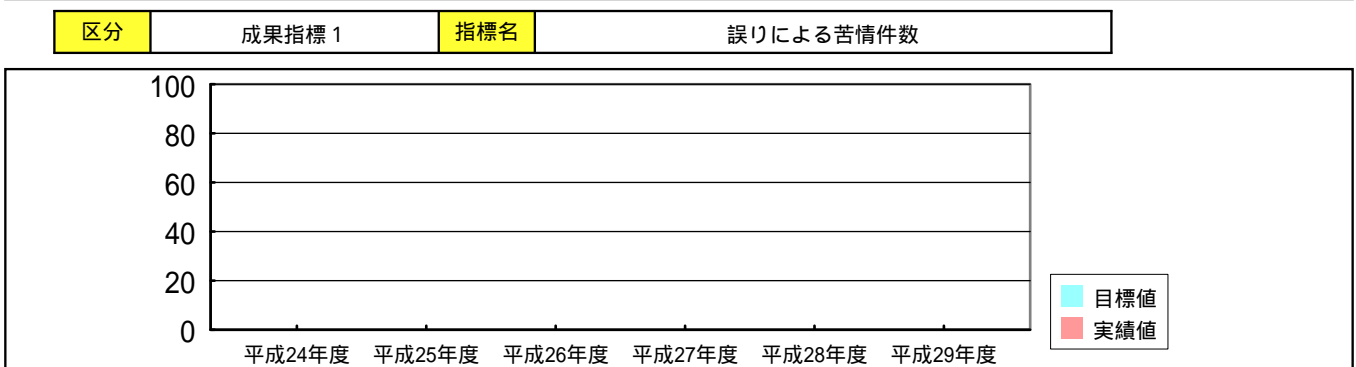 区分 成果指標1 指標名 誤りによる苦情件数
100
80
60
40
20
0
平成24年度 平成25年度 平成26年度 平成27年度 平成28年度 平成29年度
目標値
実績値